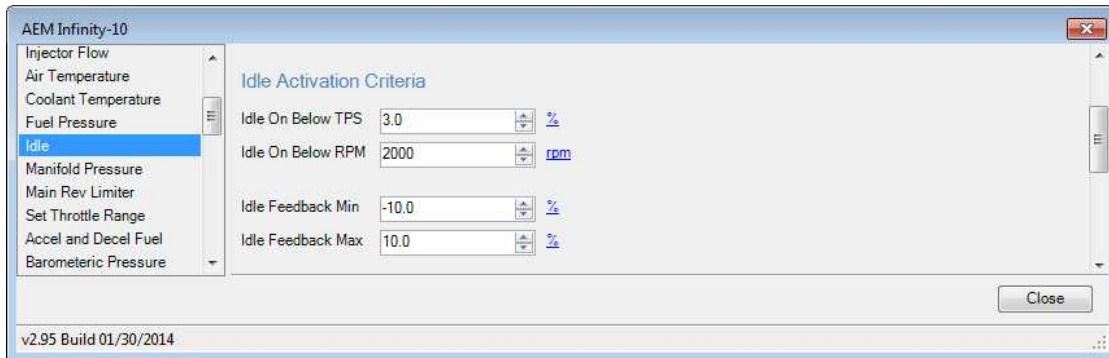 AEM Infinity-10
Injector Flow
Air Temperature
Coolant Temperature
Fuel Pressure
Idle
Manifold Pressure
Main Rev Limiter
Set Throttle Range
Accel and Decel Fuel
Barometeric Pressure
Idle Activation Criteria
Idle On Below TPS 3.0 %
Idle On Below RPM 2000 rpm
Idle Feedback Min -10.0 %
Idle Feedback Max 10.0 %
Close
v2.95 Build 01/30/2014